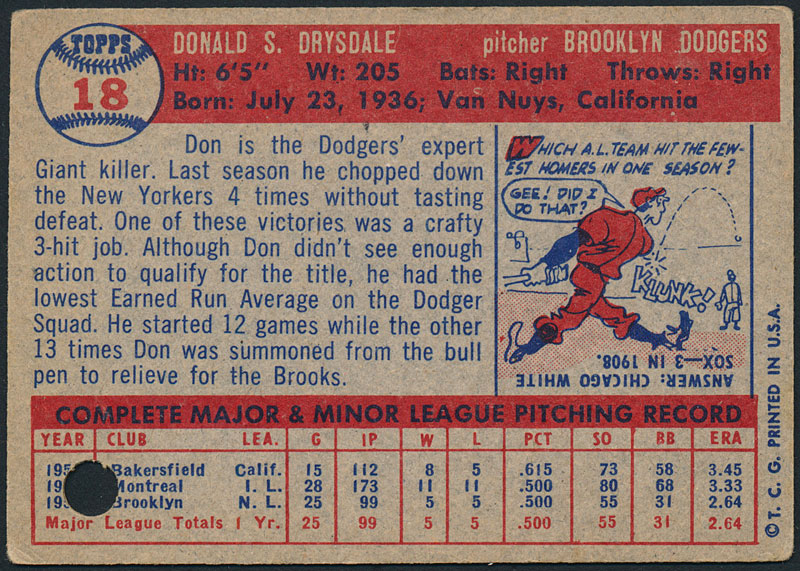 TOPPS
18
DONALD S. DRYSDALE pitcher BROOKLYN DODGERS
Ht: 6'5" Wt: 205 Bats: Right Throws: Right
Born: July 23, 1936; Van Nuys, California
Don is the Dodgers' expert
Giant killer. Last season he chopped down
the New Yorkers 4 times without tasting
defeat. One of these victories was a crafty
3-hit job. Although Don didn't see enough
action to qualify for the title, he had the
lowest Earned Run Average on the Dodger
Squad. He started 12 games while the other
13 times Don was summoned from the bull
pen to relieve for the Brooks.
WHICH A.L. TEAM HIT THE FEW-
EST HOMERS IN ONE SEASON?
GEE! DID I
DO THAT?
KLUNK!
ANSWER: CHICAGO WHITE
SOX—3 IN 1908.
© T. C. G. PRINTED IN U.S.A.
COMPLETE MAJOR & MINOR LEAGUE PITCHING RECORD
YEAR CLUB LEA. G IP W L PCT SO BB ERA
Bakersfield Calif. 15 112 8 5 .615 73 58 3.45
Montreal I. L. 28 173 11 11 .500 80 68 3.33
Brooklyn N. L. 25 99 5 5 .500 55 31 2.64
Major League Totals 1 Yr. 25 99 5 5 .500 55 31 2.64